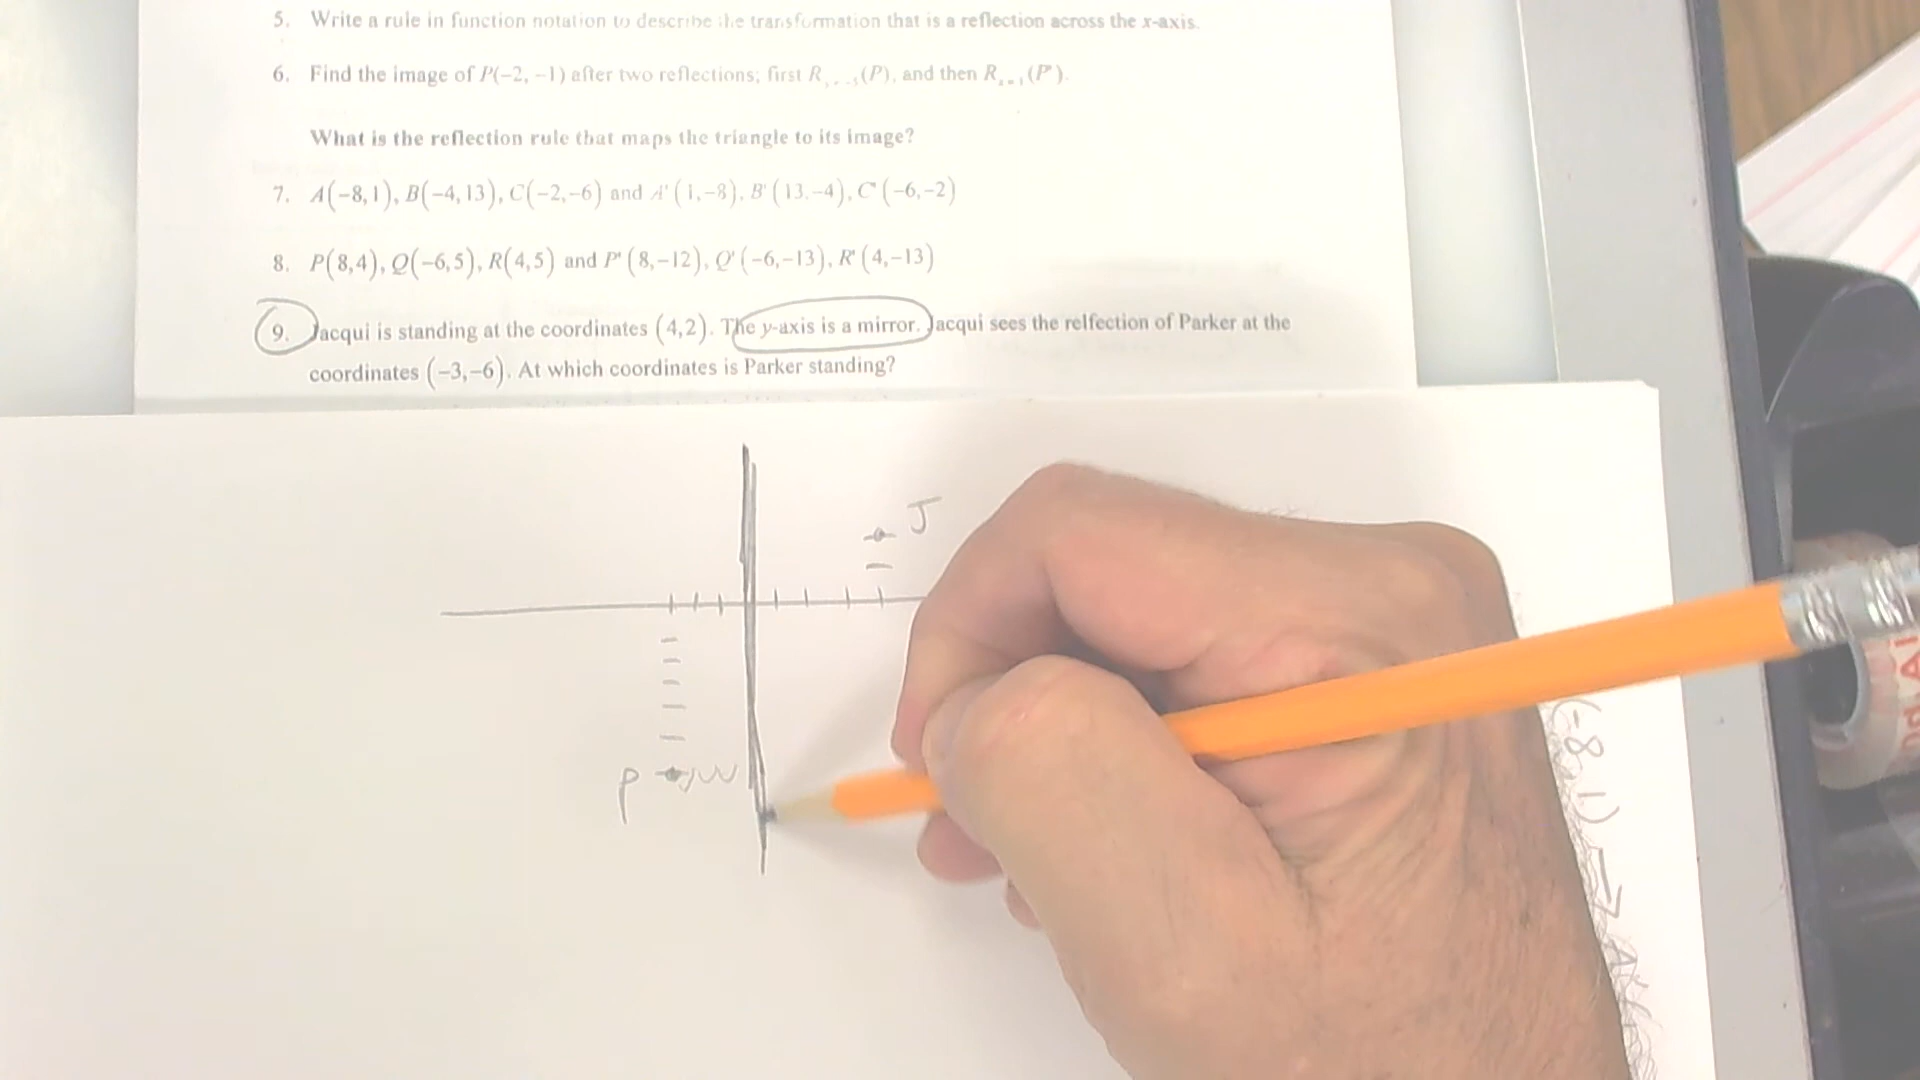 5. Write a rule in function notation to describe the transformation that is a reflection across the x-axis.
6. Find the image of P(−2, −1) after two reflections; first R (P), and then R (P').
What is the reflection rule that maps the triangle to its image?
7. A(−8,1), B(−4,13), C(−2,−6) and A'(1,−8), B'(13,−4), C'(−6,−2)
8. P(8,4), Q(−6,5), R(4,5) and P'(8,−12), Q'(−6,−13), R'(4,−13)
9. Jacqui is standing at the coordinates (4,2). The y-axis is a mirror. Jacqui sees the relfection of Parker at the
coordinates (−3,−6). At which coordinates is Parker standing?
J
P
(-8,1) → A'(